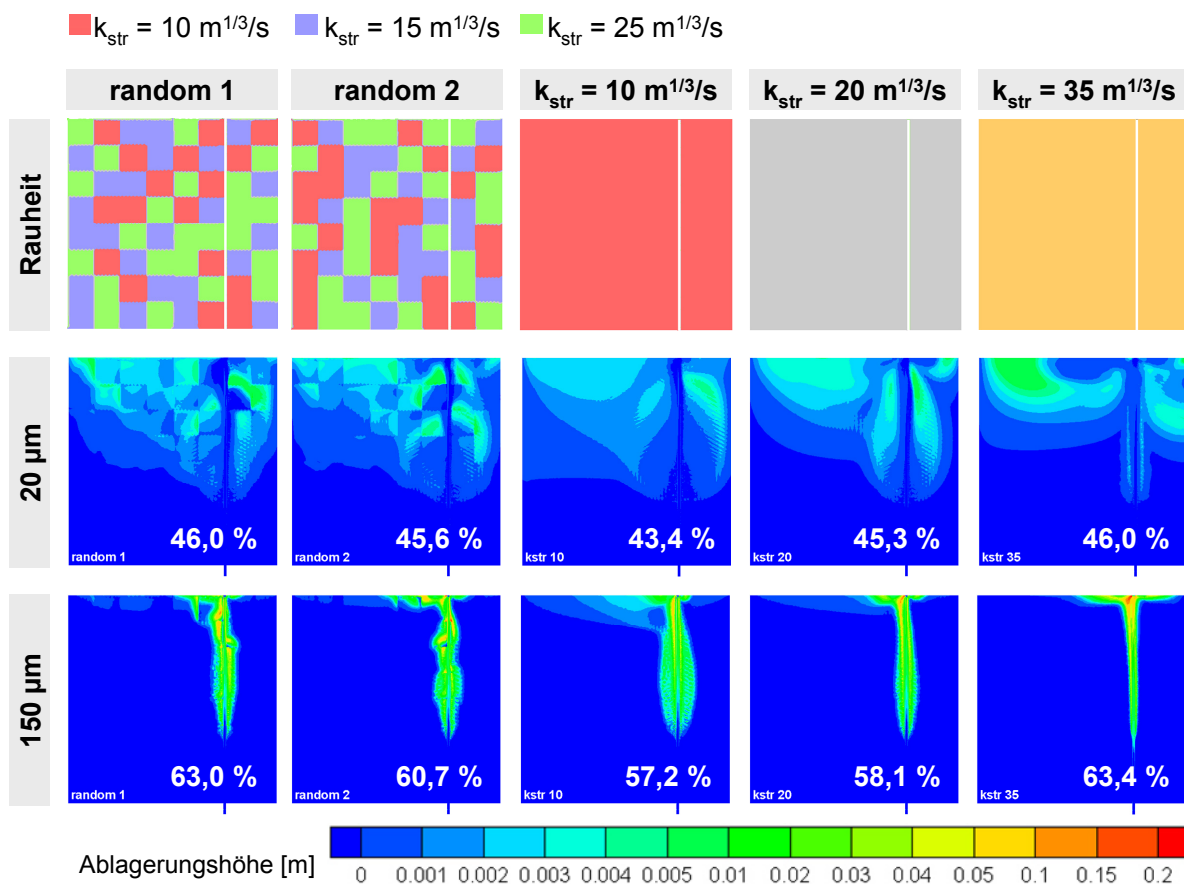 k_str = 10 m^1/3/s k_str = 15 m^1/3/s k_str = 25 m^1/3/s
random 1 random 2 k_str = 10 m^1/3/s k_str = 20 m^1/3/s k_str = 35 m^1/3/s
Rauheit
20 µm
46,0 % 45,6 % 43,4 % 45,3 % 46,0 %
random 1 random 2 kstr 10 kstr 20 kstr 35
150 µm
63,0 % 60,7 % 57,2 % 58,1 % 63,4 %
random 1 random 2 kstr 10 kstr 20 kstr 35
Ablagerungshöhe [m] 0 0.001 0.002 0.003 0.004 0.005 0.01 0.02 0.03 0.04 0.05 0.1 0.15 0.2